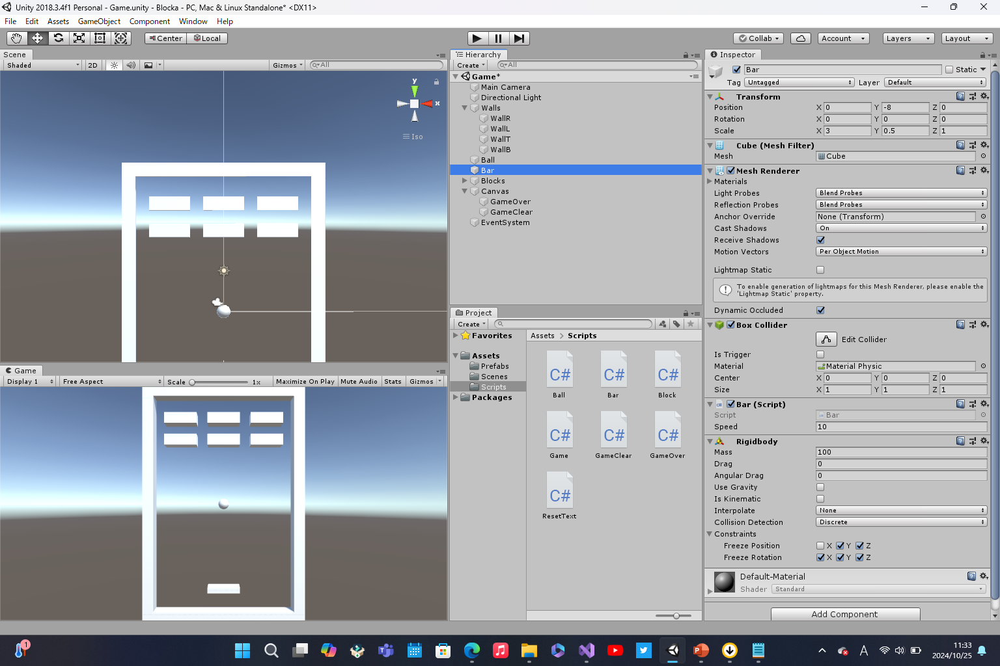 Unity 2018.3.4f1 Personal - Game.unity - Blocka - PC, Mac & Linux Standalone* <DX11>
File Edit Assets GameObject Component Window Help
Center Local
Collab Account Layers Layout
Scene
Shaded 2D Gizmos All
y
x
Iso
Game
Display 1 Free Aspect Scale 1x Maximize On Play Mute Audio Stats Gizmos
Hierarchy
Create All
Game*
Main Camera
Directional Light
Walls
WallR
WallL
WallT
WallB
Ball
Bar
Blocks
Canvas
GameOver
GameClear
EventSystem
Project
Create
Favorites
Assets
Prefabs
Scenes
Scripts
Packages
Assets > Scripts
C# C# C#
Ball Bar Block
C# C# C#
Game GameClear GameOver
C#
ResetText
Inspector
Bar Static
Tag Untagged Layer Default
Transform
Position X 0 Y -8 Z 0
Rotation X 0 Y 0 Z 0
Scale X 3 Y 0.5 Z 1
Cube (Mesh Filter)
Mesh Cube
Mesh Renderer
Materials
Light Probes Blend Probes
Reflection Probes Blend Probes
Anchor Override None (Transform)
Cast Shadows On
Receive Shadows
Motion Vectors Per Object Motion
Lightmap Static
To enable generation of lightmaps for this Mesh Renderer, please enable the
'Lightmap Static' property.
Dynamic Occluded
Box Collider
Edit Collider
Is Trigger
Material Material Physic
Center X 0 Y 0 Z 0
Size X 1 Y 1 Z 1
Bar (Script)
Script Bar
Speed 10
Rigidbody
Mass 100
Drag 0
Angular Drag 0
Use Gravity
Is Kinematic
Interpolate None
Collision Detection Discrete
Constraints
Freeze Position X Y Z
Freeze Rotation X Y Z
Default-Material
Shader Standard
Add Component
1
A
11:33
2024/10/25